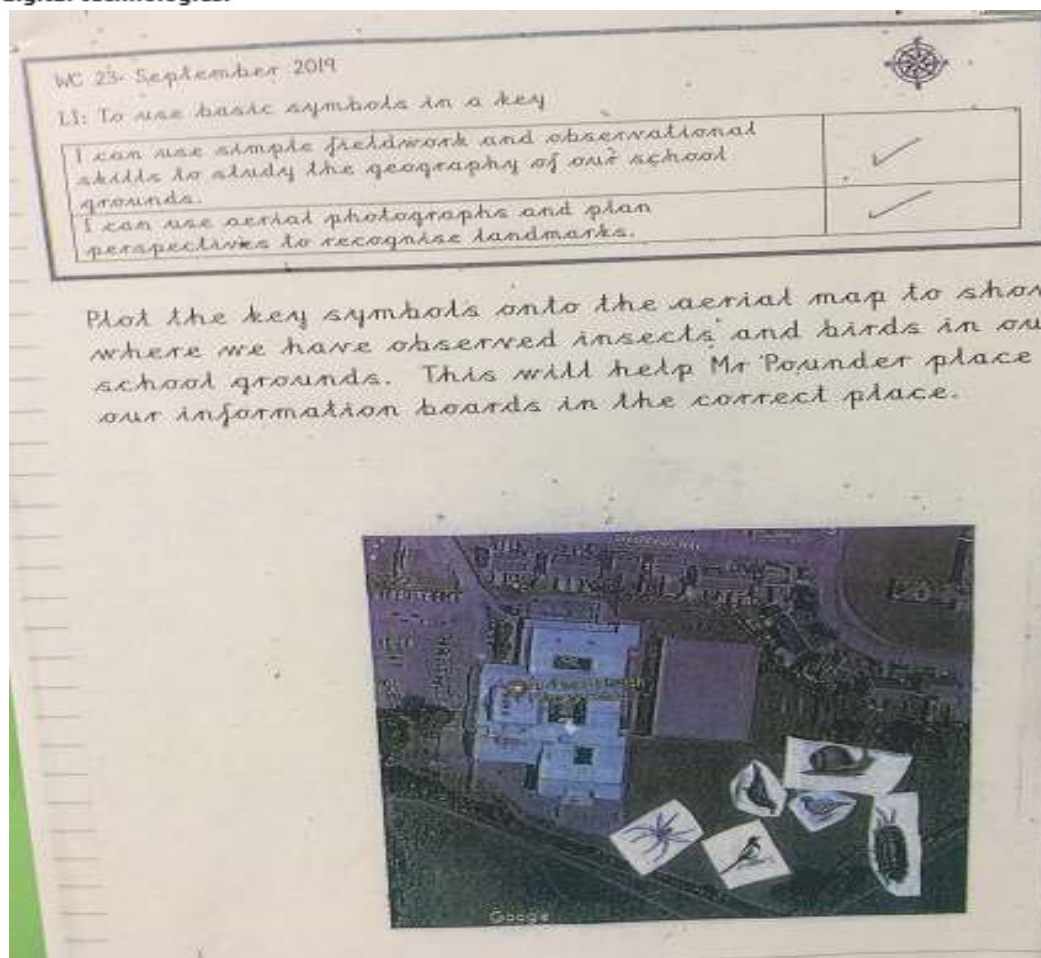 digital technologies.
WC 23. September 2019
LI: To use basic symbols in a key
I can use simple fieldwork and observational
skills to study the geography of our school
grounds.
I can use aerial photographs and plan
perspectives to recognise landmarks.
Plot the key symbols onto the aerial map to show
where we have observed insects and birds in ou
school grounds. This will help Mr Pounder place
our information boards in the correct place.
Google